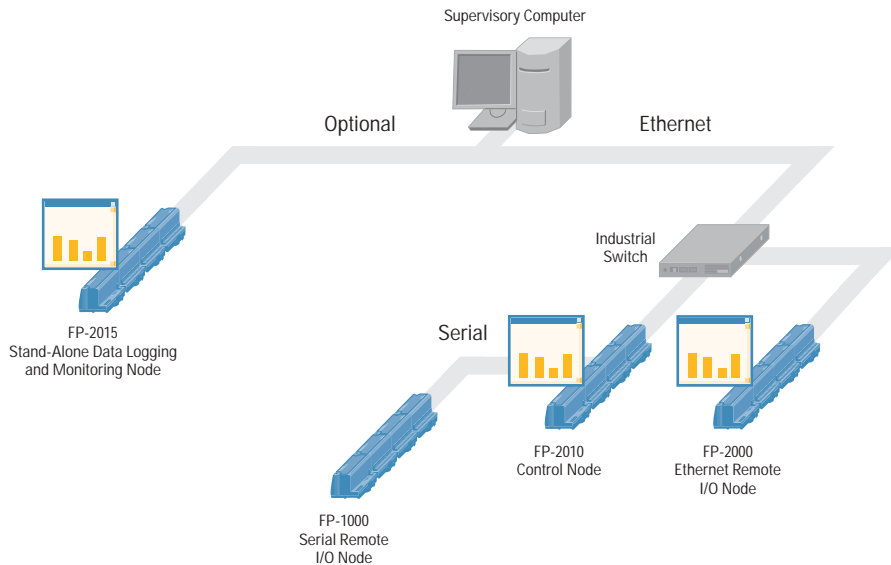 Supervisory Computer
Optional
Ethernet
Industrial
Switch
FP-2015
Stand-Alone Data Logging
and Monitoring Node
Serial
FP-2010
Control Node
FP-2000
Ethernet Remote
I/O Node
FP-1000
Serial Remote
I/O Node